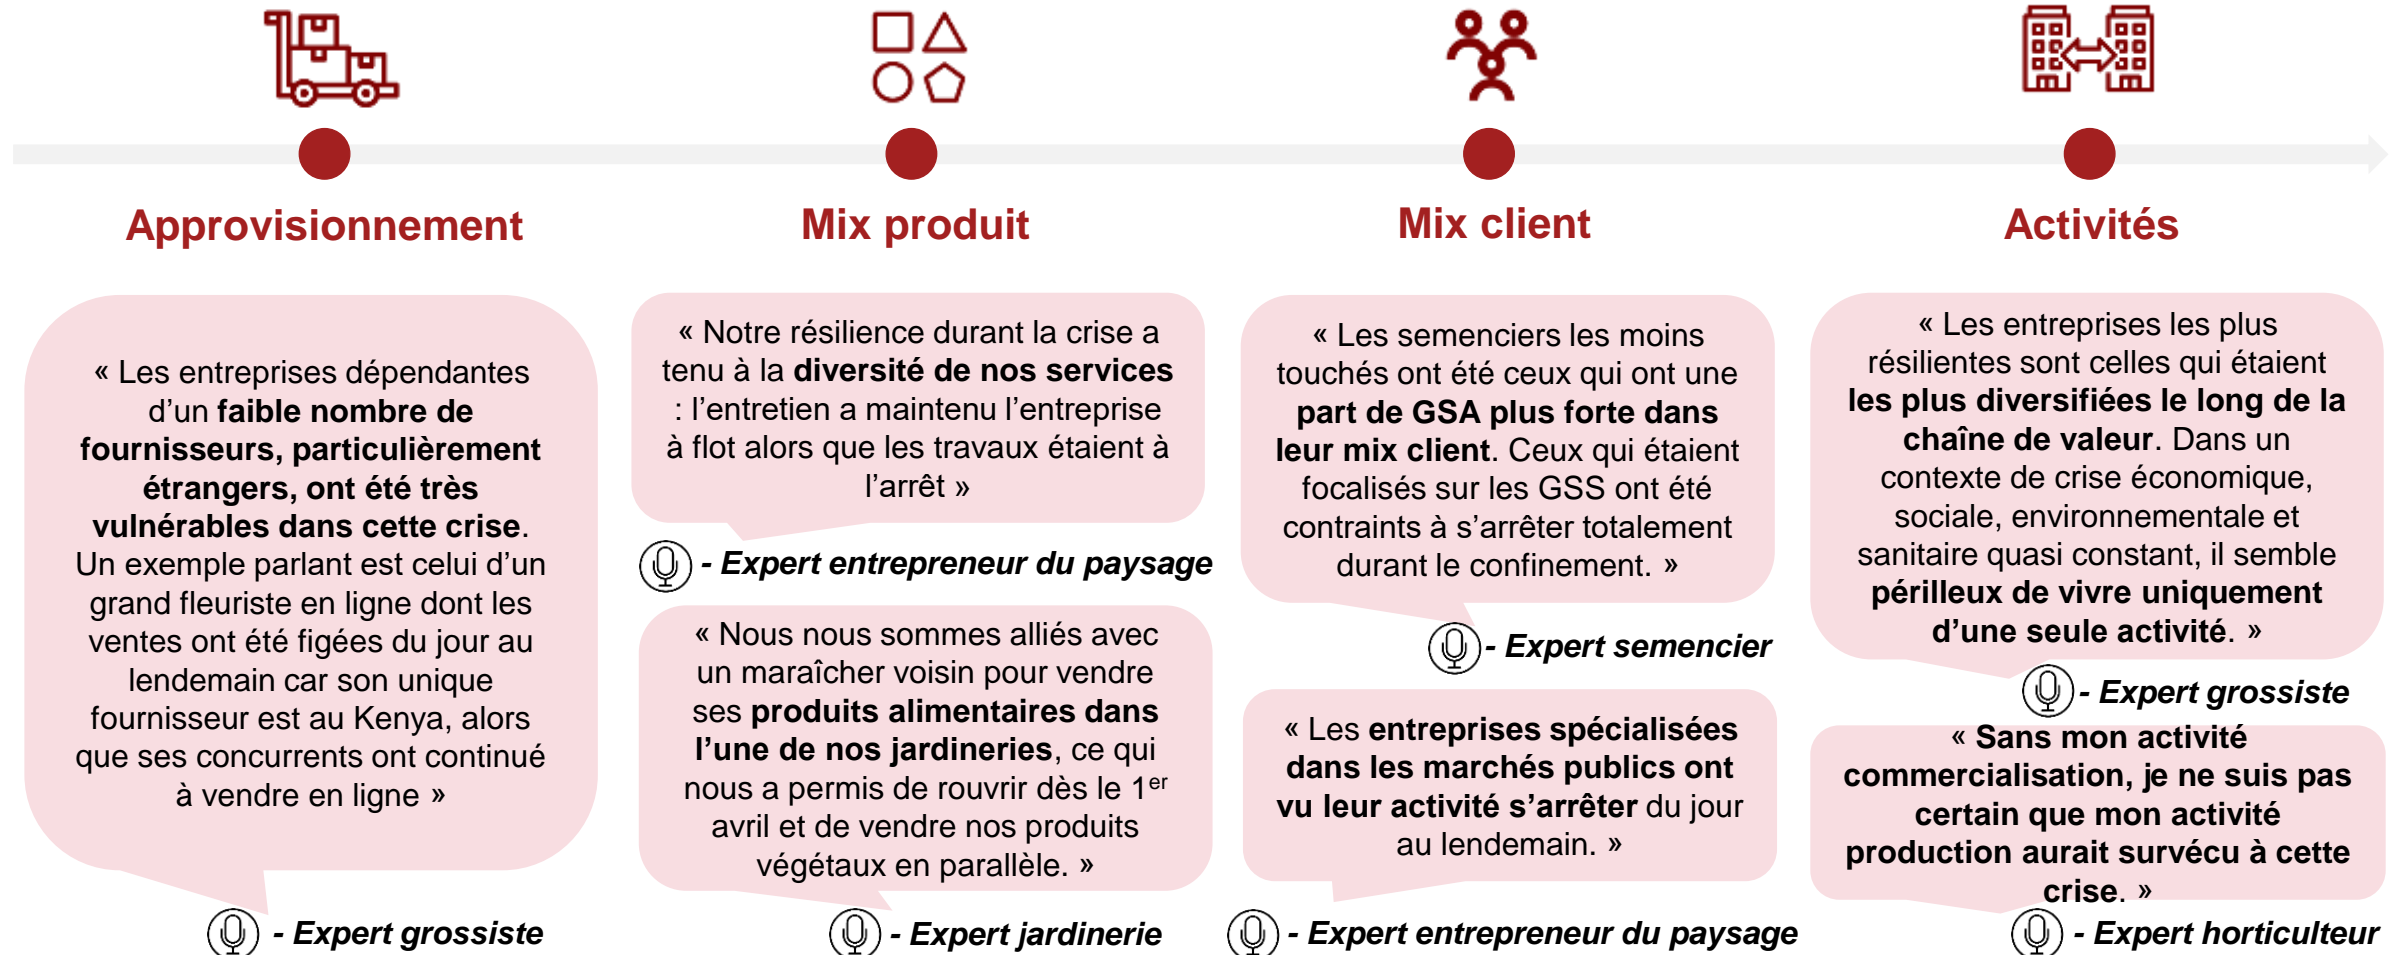 Approvisionnement
« Les entreprises dépendantes
d’un faible nombre de
fournisseurs, particulièrement
étrangers, ont été très
vulnérables dans cette crise.
Un exemple parlant est celui d’un
grand fleuriste en ligne dont les
ventes ont été figées du jour au
lendemain car son unique
fournisseur est au Kenya, alors
que ses concurrents ont continué
à vendre en ligne »
- Expert grossiste
Mix produit
« Notre résilience durant la crise a
tenu à la diversité de nos services
: l’entretien a maintenu l’entreprise
à flot alors que les travaux étaient à
l’arrêt »
- Expert entrepreneur du paysage
« Nous nous sommes alliés avec
un maraîcher voisin pour vendre
ses produits alimentaires dans
l’une de nos jardineries, ce qui
nous a permis de rouvrir dès le 1er
avril et de vendre nos produits
végétaux en parallèle. »
- Expert jardinerie
Mix client
« Les semenciers les moins
touchés ont été ceux qui ont une
part de GSA plus forte dans
leur mix client. Ceux qui étaient
focalisés sur les GSS ont été
contraints à s’arrêter totalement
durant le confinement. »
- Expert semencier
« Les entreprises spécialisées
dans les marchés publics ont
vu leur activité s’arrêter du jour
au lendemain. »
- Expert entrepreneur du paysage
Activités
« Les entreprises les plus
résilientes sont celles qui étaient
les plus diversifiées le long de la
chaîne de valeur. Dans un
contexte de crise économique,
sociale, environnementale et
sanitaire quasi constant, il semble
périlleux de vivre uniquement
d’une seule activité. »
- Expert grossiste
« Sans mon activité
commercialisation, je ne suis pas
certain que mon activité
production aurait survécu à cette
crise. »
- Expert horticulteur